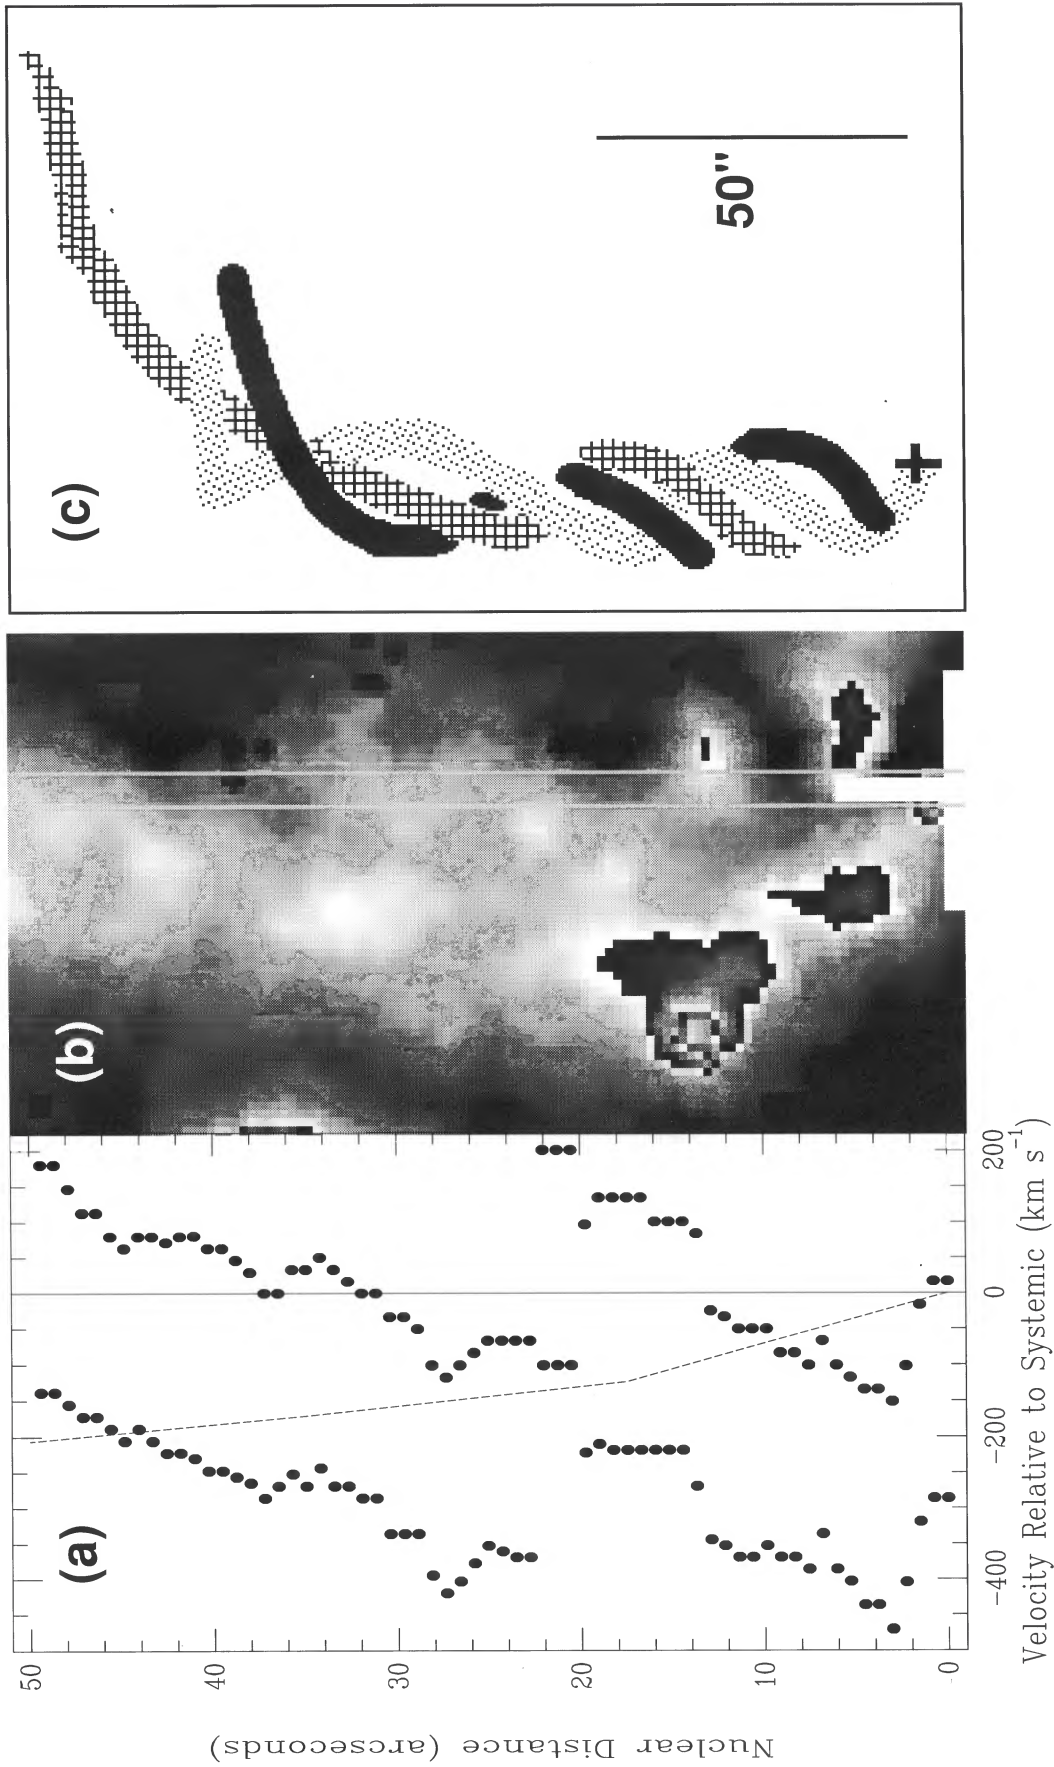 (c)
50"
(b)
(a)
200
0
-200
-400
Velocity Relative to Systemic (km s⁻¹)
50
40
30
20
10
0
Nuclear Distance (arcseconds)